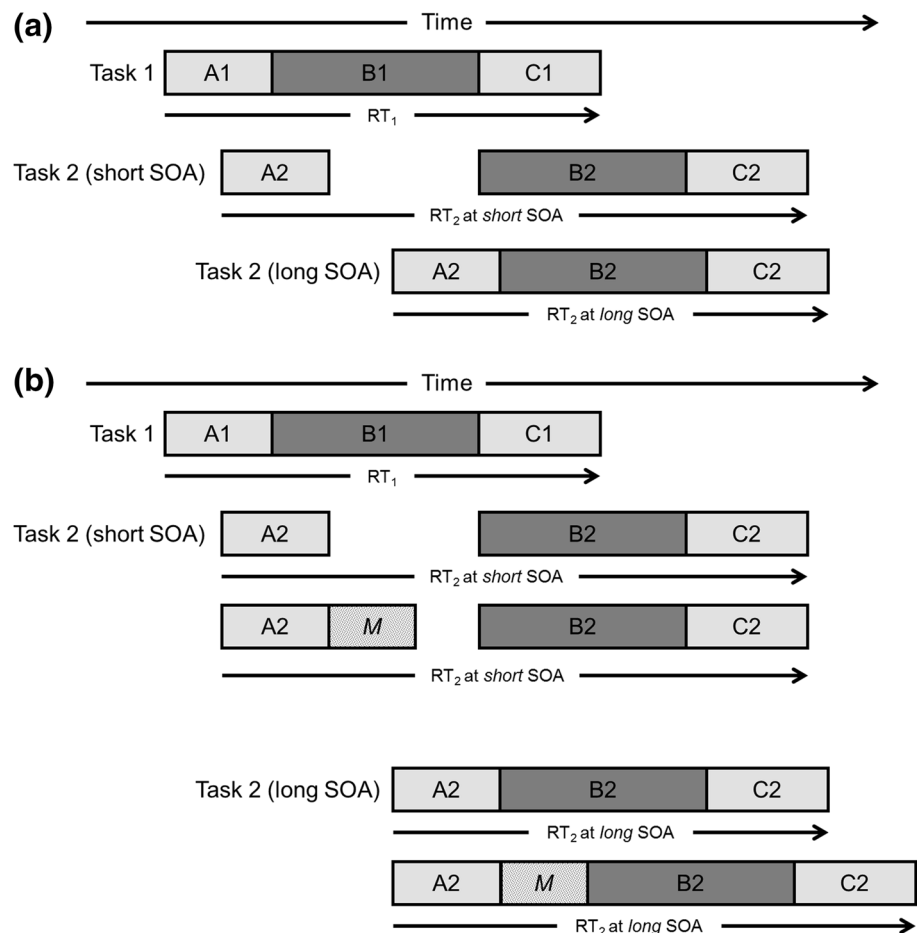 (a)
Time
Task 1
A1 B1 C1
RT₁
Task 2 (short SOA)
A2 B2 C2
RT₂ at short SOA
Task 2 (long SOA)
A2 B2 C2
RT₂ at long SOA
(b)
Time
Task 1
A1 B1 C1
RT₁
Task 2 (short SOA)
A2 B2 C2
RT₂ at short SOA
A2 M B2 C2
RT₂ at short SOA
Task 2 (long SOA)
A2 B2 C2
RT₂ at long SOA
A2 M B2 C2
RT₂ at long SOA